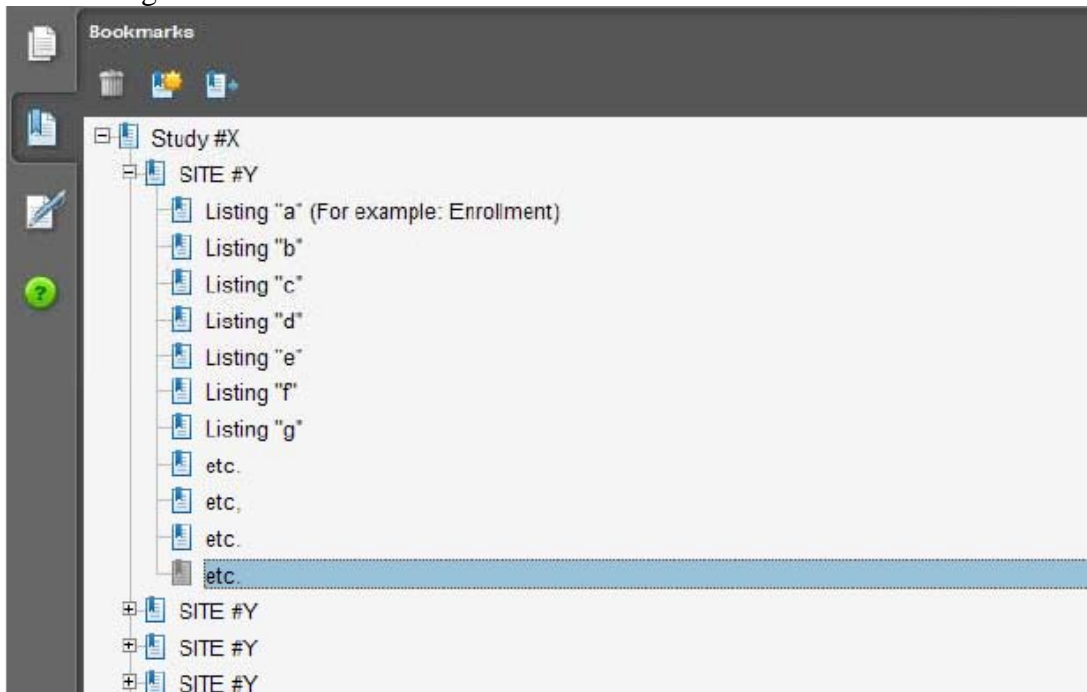 Bookmarks
Study #X
SITE #Y
Listing "a" (For example: Enrollment)
Listing "b"
Listing "c"
Listing "d"
Listing "e"
Listing "f"
Listing "g"
etc.
etc,
etc.
etc.
SITE #Y
SITE #Y
SITE #Y